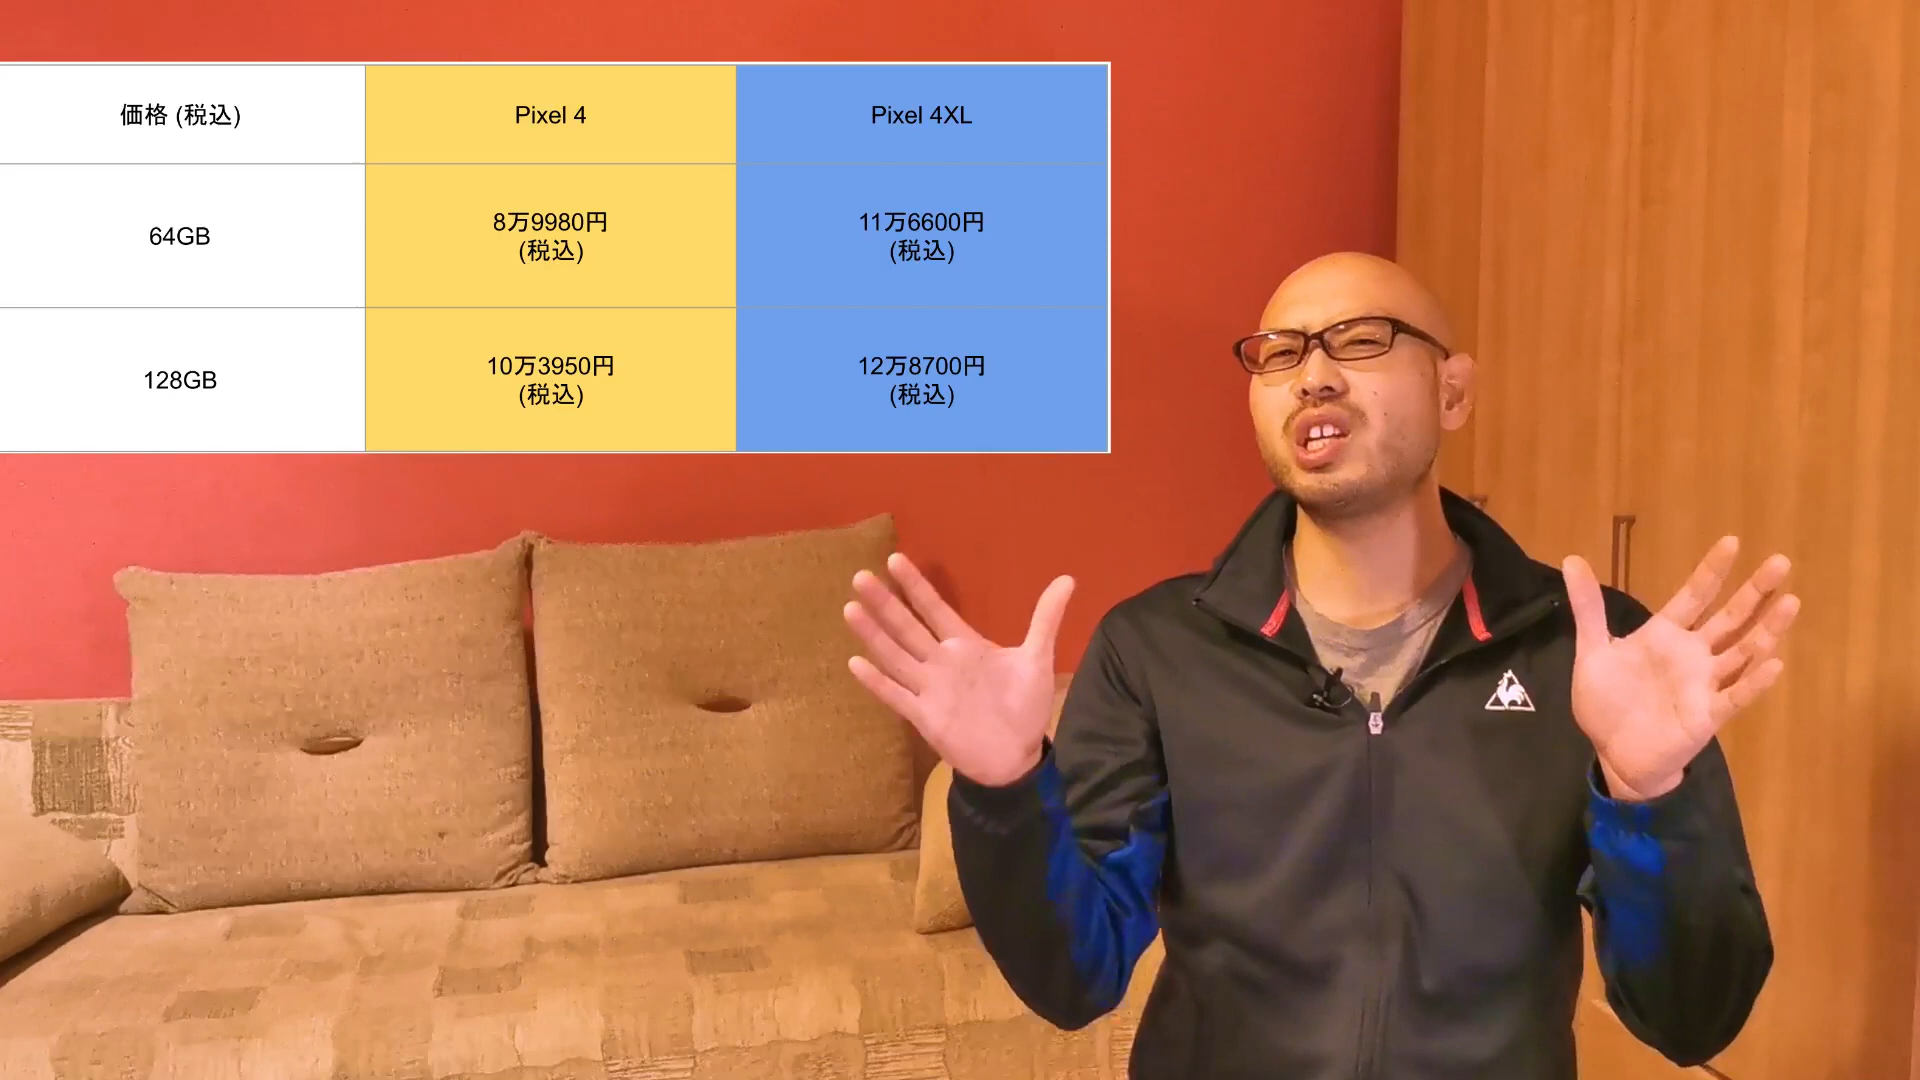 価格 (税込)
Pixel 4
Pixel 4XL
64GB
8万9980円
(税込)
11万6600円
(税込)
128GB
10万3950円
(税込)
12万8700円
(税込)